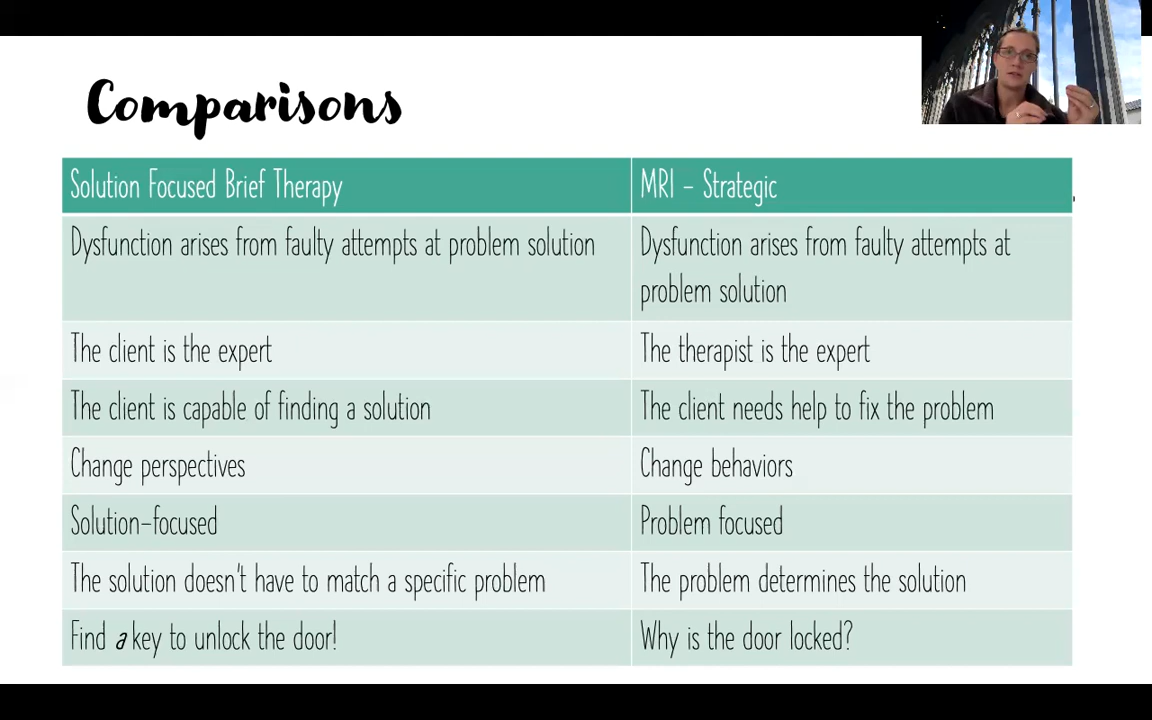 Comparisons
Solution Focused Brief Therapy
MRI - Strategic
Dysfunction arises from faulty attempts at problem solution
Dysfunction arises from faulty attempts at
problem solution
The client is the expert
The therapist is the expert
The client is capable of finding a solution
The client needs help to fix the problem
Change perspectives
Change behaviors
Solution-focused
Problem focused
The solution doesn't have to match a specific problem
The problem determines the solution
Find a key to unlock the door!
Why is the door locked?